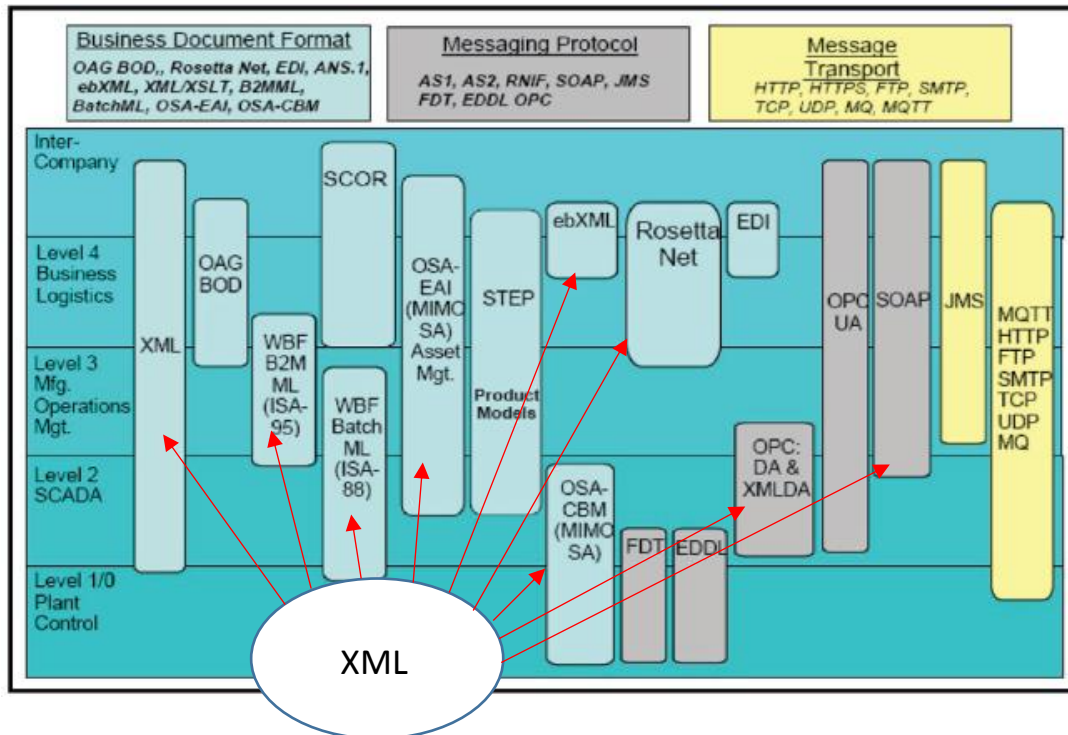 Business Document Format
OAG BOD,, Rosetta Net, EDI, ANS.1,
ebXML, XML/XSLT, B2MML,
BatchML, OSA-EAI, OSA-CBM
Messaging Protocol
AS1, AS2, RNIF, SOAP, JMS
FDT, EDDL OPC
Message
Transport
HTTP, HTTPS, FTP, SMTP,
TCP, UDP, MQ, MQTT
Inter-
Company
Level 4
Business
Logistics
Level 3
Mfg.
Operations
Mgt.
Level 2
SCADA
Level 1/0
Plant
Control
XML
OAG
BOD
WBF
B2M
ML
(ISA-
95)
SCOR
WBF
Batch
ML
(ISA-
88)
OSA-
EAI
(MIMO
SA)
Asset
Mgt.
STEP
Product
Models
ebXML
OSA-
CBM
(MIMO
SA)
Rosetta
Net
FDT
EDDL
EDI
OPC:
DA &
XMLDA
OPC
UA
SOAP
JMS
MQTT
HTTP
FTP
SMTP
TCP
UDP
MQ
XML